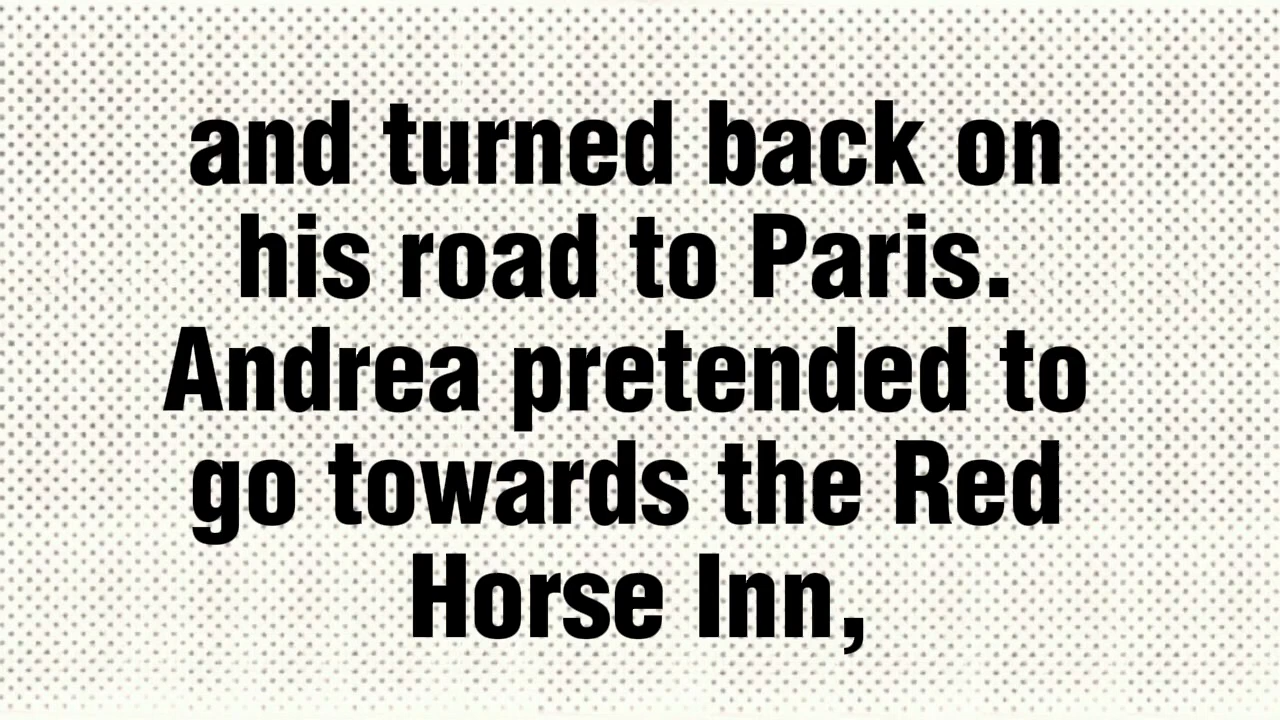 and turned back on
his road to Paris.
Andrea pretended to
go towards the Red
Horse Inn,